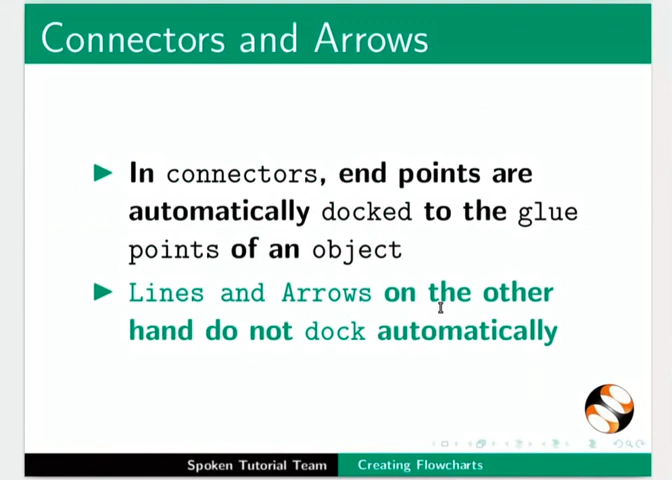 Connectors and Arrows
In connectors, end points are
automatically docked to the glue
points of an object
Lines and Arrows on the other
hand do not dock automatically
Spoken Tutorial Team
Creating Flowcharts